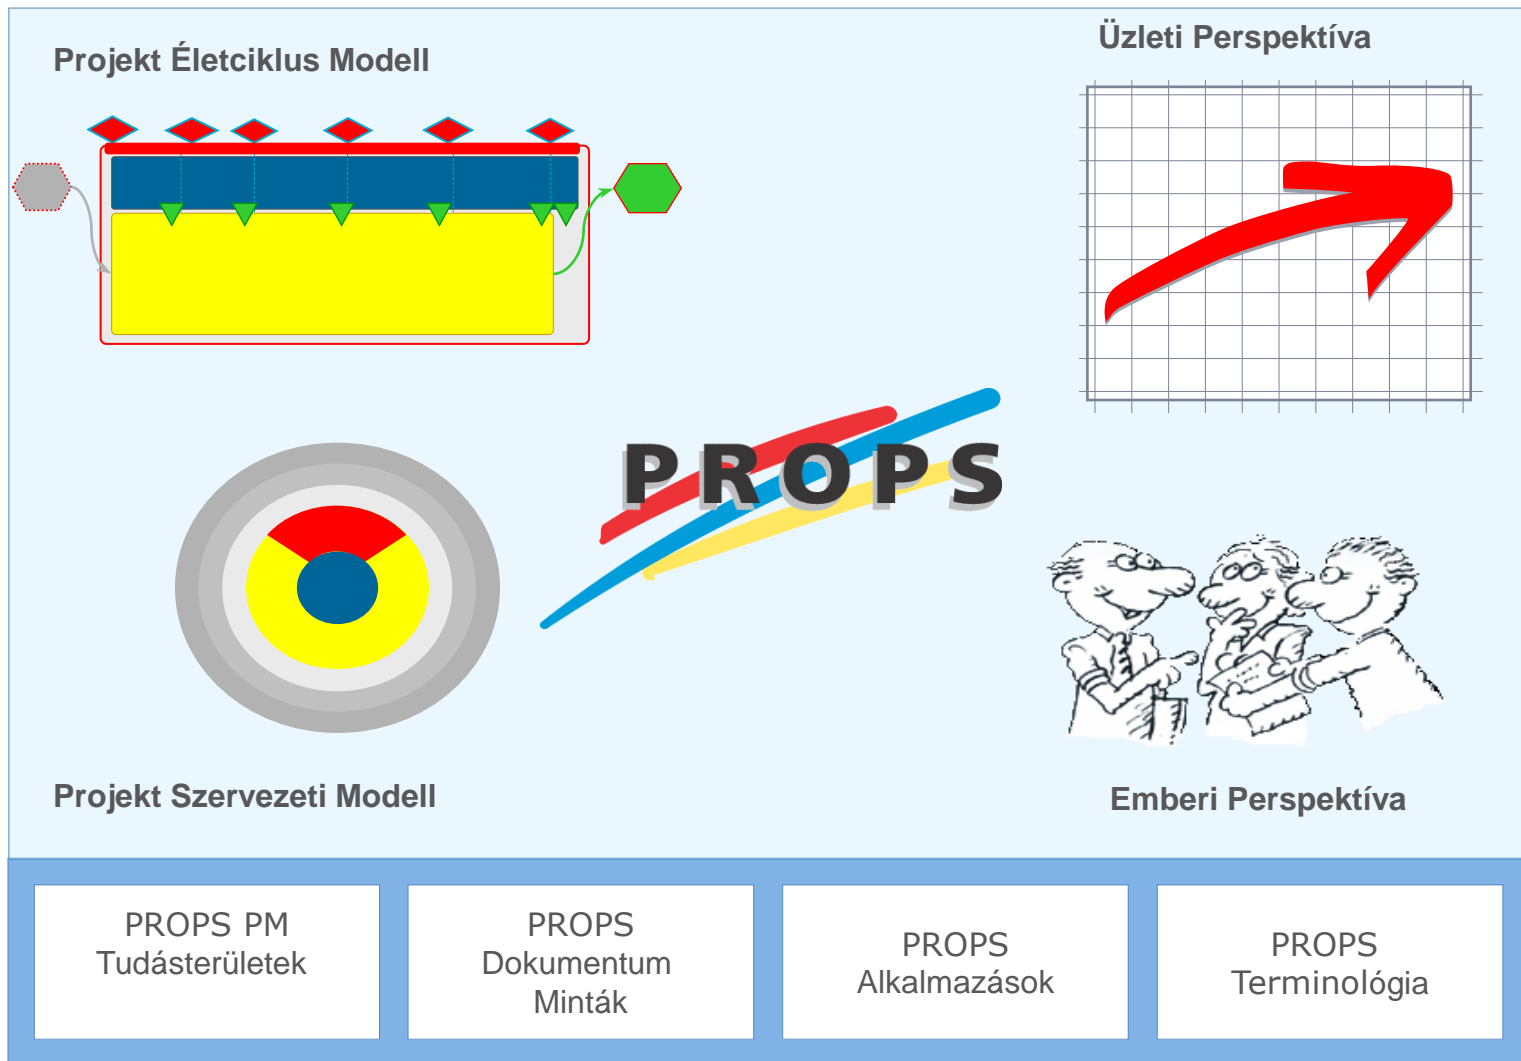 Projekt Életciklus Modell
Üzleti Perspektíva
PROPS
Projekt Szervezeti Modell
Emberi Perspektíva
PROPS PM
Tudásterületek
PROPS
Dokumentum
Minták
PROPS
Alkalmazások
PROPS
Terminológia